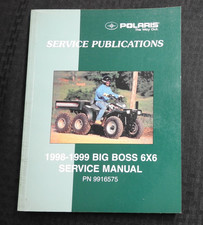 POLARIS
The Way Out.
SERVICE PUBLICATIONS
1998-1999 BIG BOSS 6X6
SERVICE MANUAL
PN 9916575